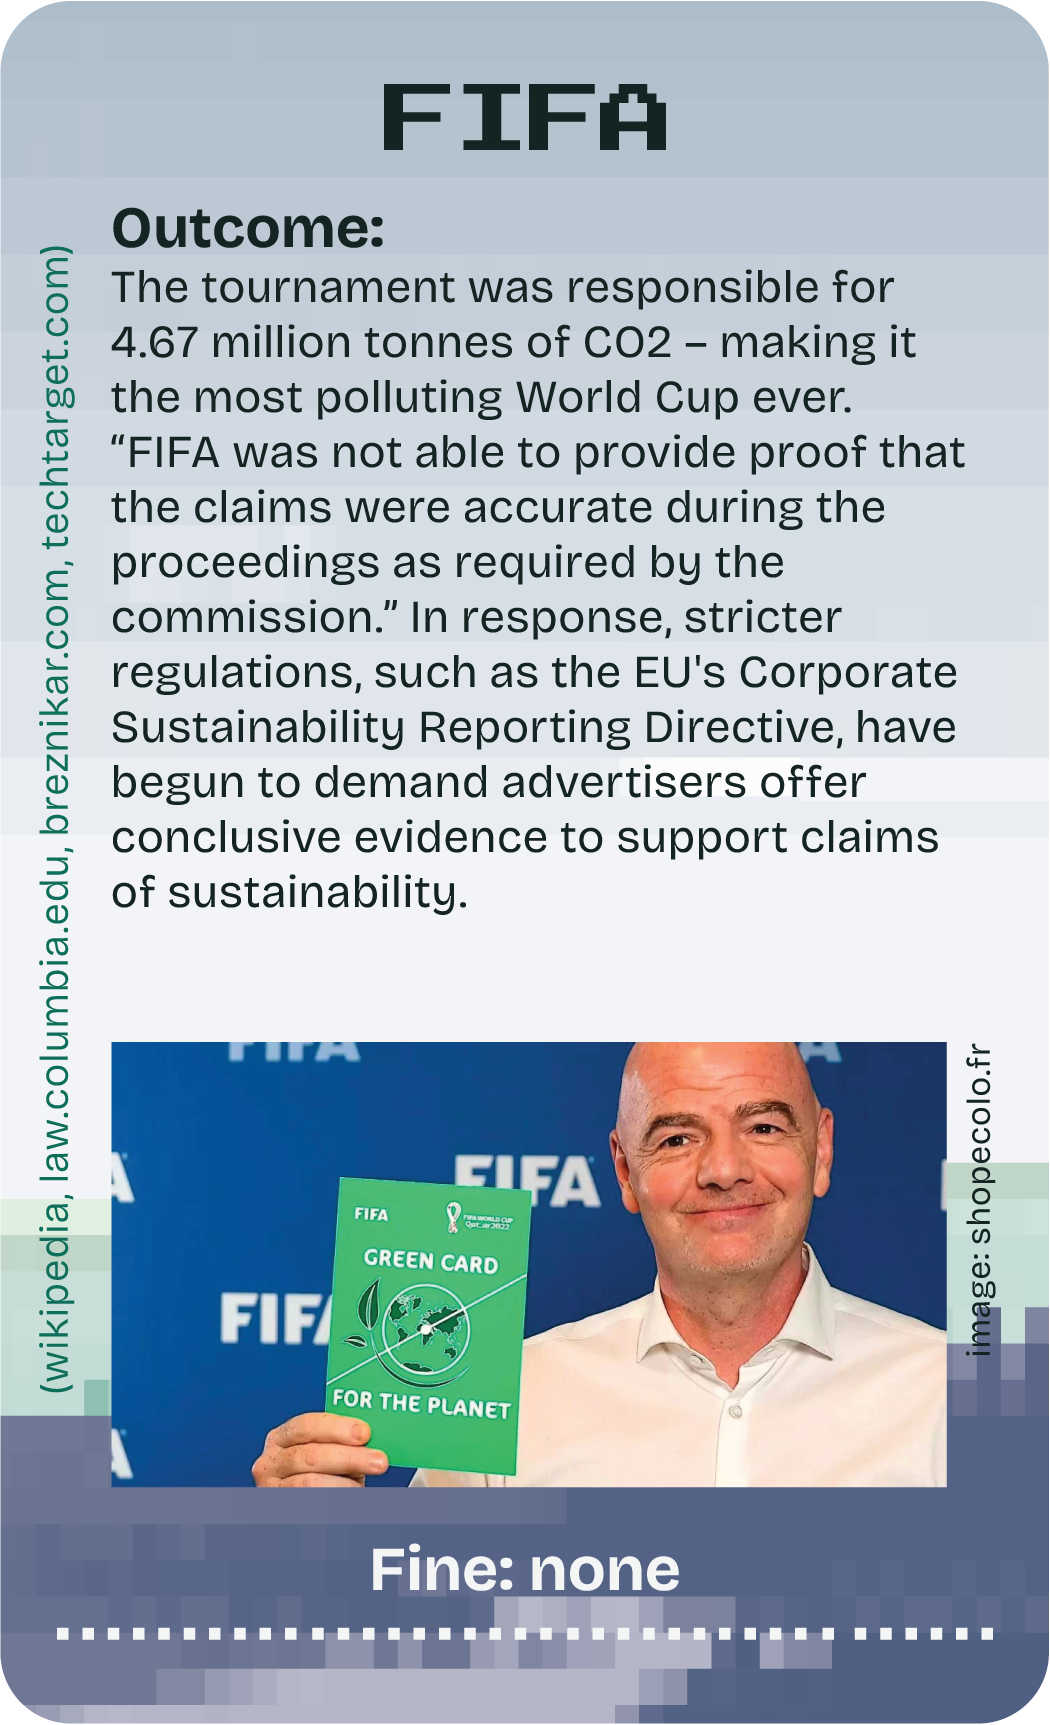 FIFA
Outcome:
The tournament was responsible for
4.67 million tonnes of CO2 – making it
the most polluting World Cup ever.
“FIFA was not able to provide proof that
the claims were accurate during the
proceedings as required by the
commission.” In response, stricter
regulations, such as the EU's Corporate
Sustainability Reporting Directive, have
begun to demand advertisers offer
conclusive evidence to support claims
of sustainability.
(wikipedia, law.columbia.edu, breznikar.com, techtarget.com)
FIFA
FIFA
FIFA
FIFA
FIFA WORLD CUP
GREEN CARD
FOR THE PLANET
image: shopecolo.fr
Fine: none